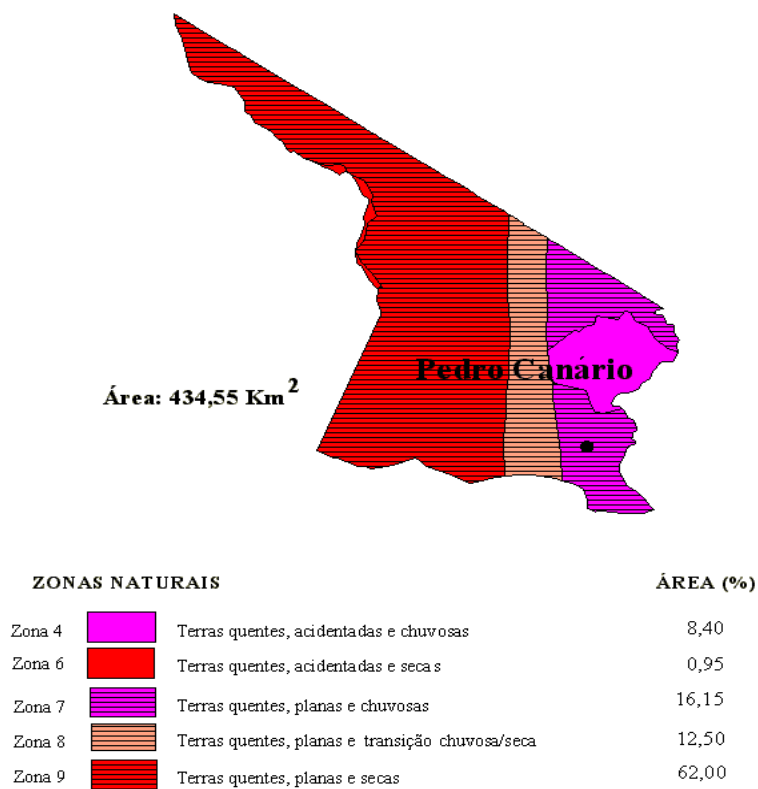 Pedro Canário
Área: 434,55 Km²
ZONAS NATURAIS ÁREA (%)
Zona 4 Terras quentes, acidentadas e chuvosas 8,40
Zona 6 Terras quentes, acidentadas e secas 0,95
Zona 7 Terras quentes, planas e chuvosas 16,15
Zona 8 Terras quentes, planas e transição chuvosa/seca 12,50
Zona 9 Terras quentes, planas e secas 62,00